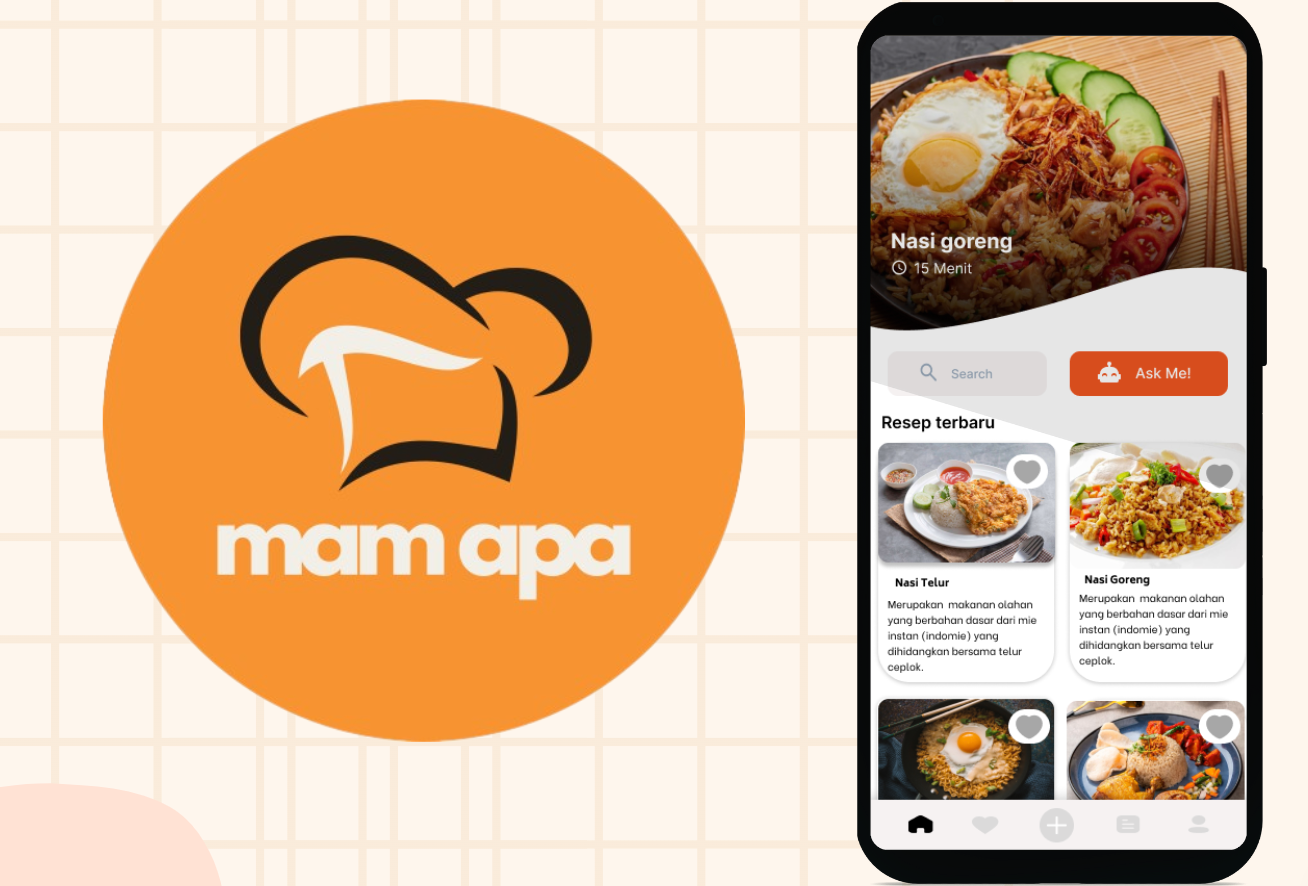 mam apa
Nasi goreng
15 Menit
Search
Ask Me!
Resep terbaru
Nasi Telur
Merupakan makanan olahan
yang berbahan dasar dari mie
instan (indomie) yang
dihidangkan bersama telur
ceplok.
Nasi Goreng
Merupakan makanan olahan
yang berbahan dasar dari mie
instan (indomie) yang
dihidangkan bersama telur
ceplok.